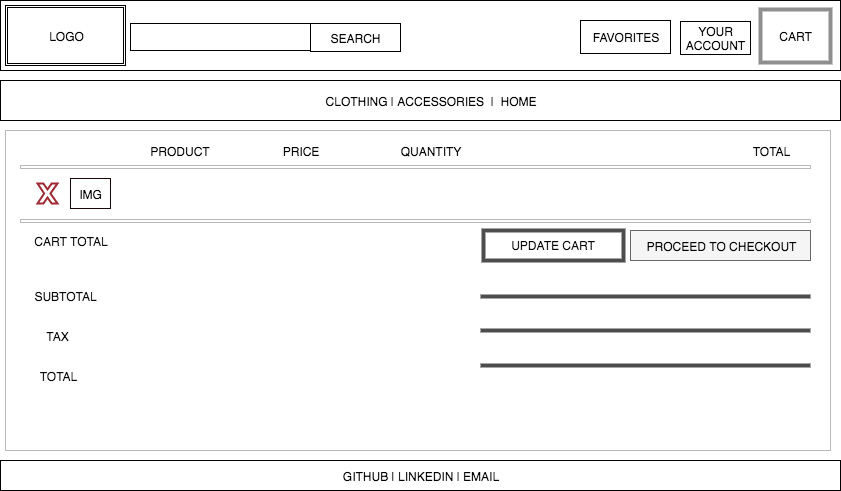 LOGO
SEARCH
FAVORITES
YOUR
ACCOUNT
CART
CLOTHING | ACCESSORIES | HOME
PRODUCT PRICE QUANTITY TOTAL
X IMG
CART TOTAL
UPDATE CART
PROCEED TO CHECKOUT
SUBTOTAL
TAX
TOTAL
GITHUB | LINKEDIN | EMAIL